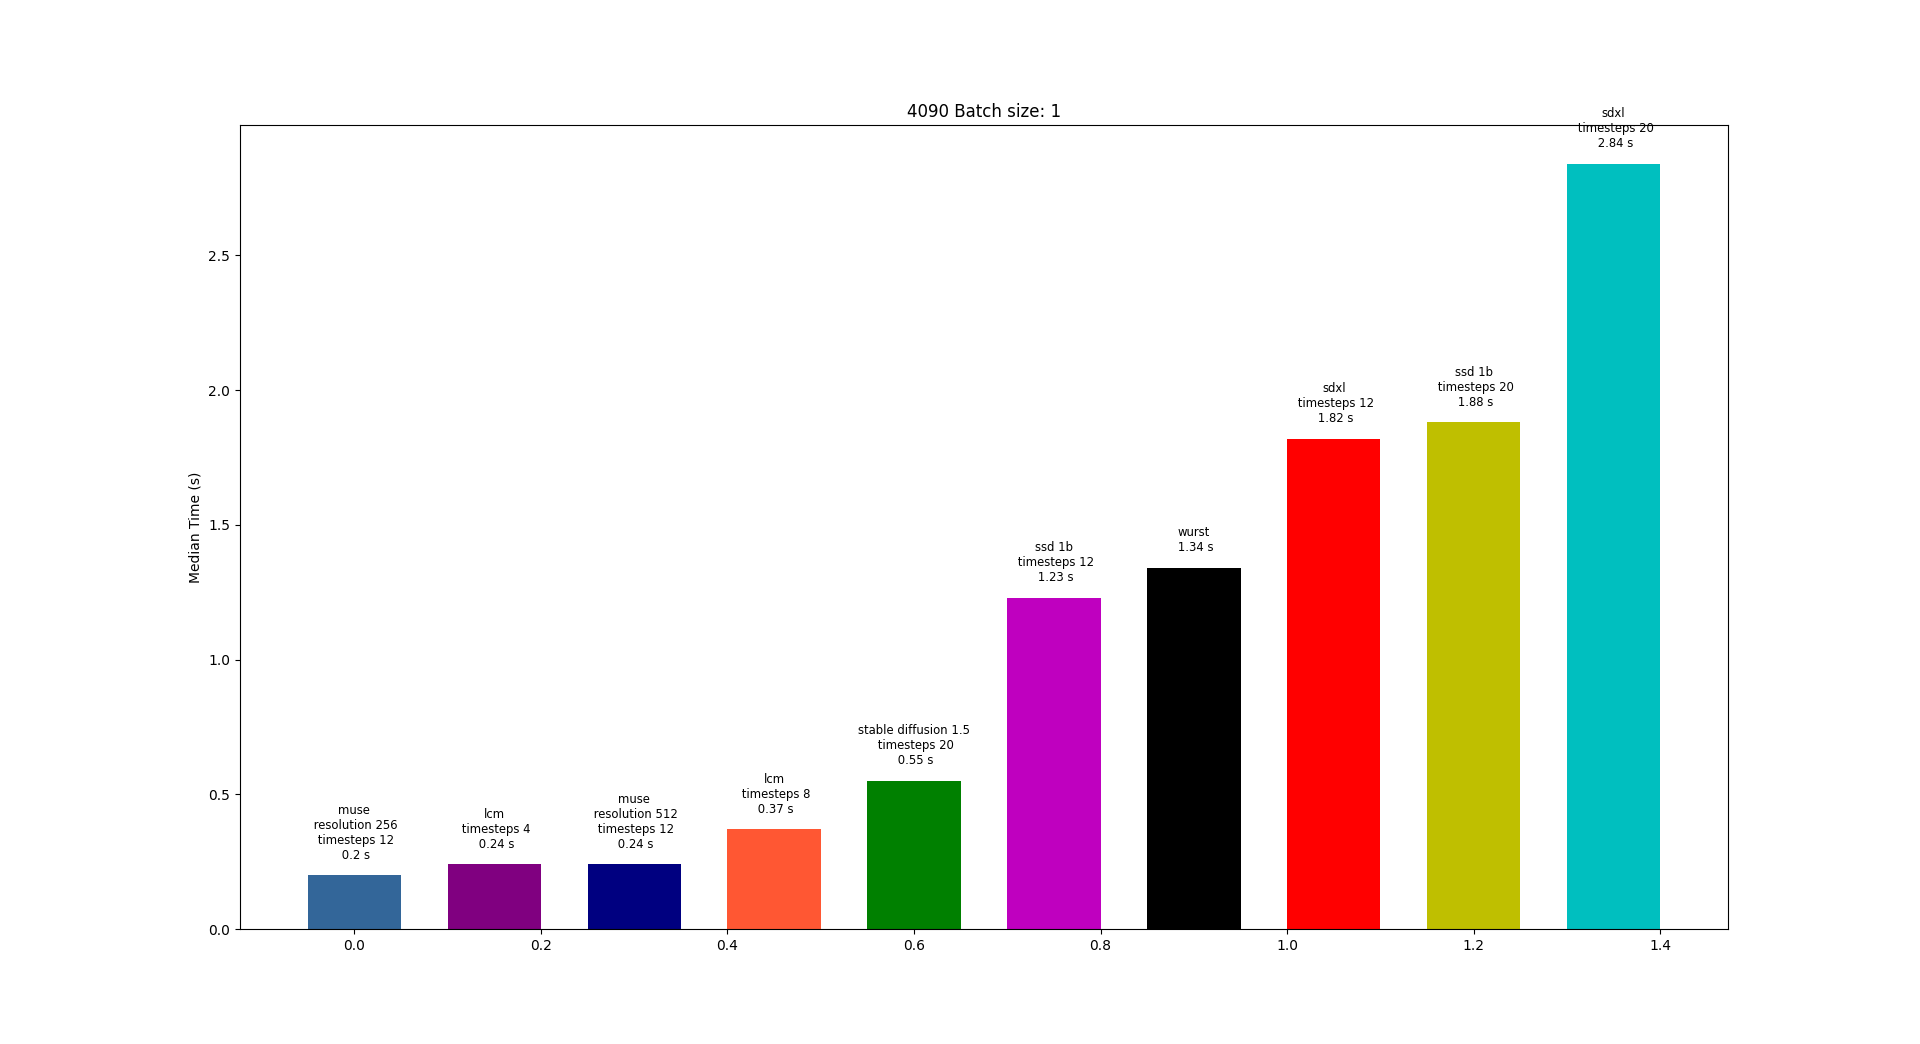 4090 Batch size: 1
Median Time (s)
2.5
2.0
1.5
1.0
0.5
0.0
muse
resolution 256
timesteps 12
0.2 s
lcm
timesteps 4
0.24 s
muse
resolution 512
timesteps 12
0.24 s
lcm
timesteps 8
0.37 s
stable diffusion 1.5
timesteps 20
0.55 s
ssd 1b
timesteps 12
1.23 s
wurst
1.34 s
sdxl
timesteps 12
1.82 s
ssd 1b
timesteps 20
1.88 s
sdxl
timesteps 20
2.84 s
0.0
0.2
0.4
0.6
0.8
1.0
1.2
1.4